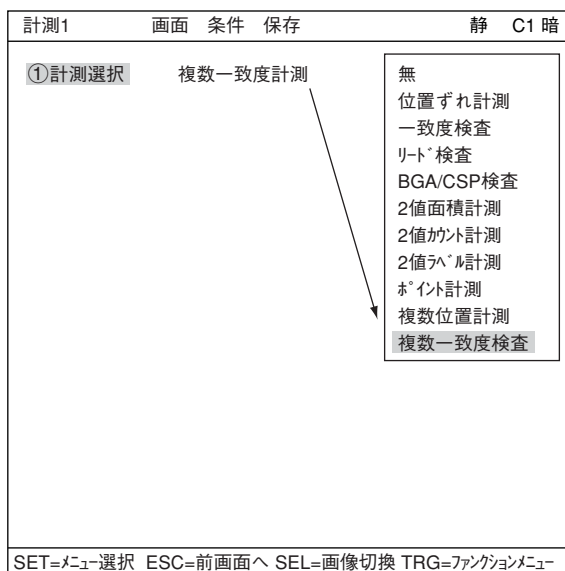 計測1 画面 条件 保存 静 C1 暗
①計測選択 複数一致度計測
無
位置ずれ計測
一致度検査
ﾘｰﾄﾞ検査
BGA/CSP検査
2値面積計測
2値ｶｳﾝﾄ計測
2値ﾗﾍﾞﾙ計測
ﾎﾟｲﾝﾄ計測
複数位置計測
複数一致度検査
SET=ﾒﾆｭｰ選択 ESC=前画面へ SEL=画像切換 TRG=ﾌｧﾝｸｼｮﾝﾒﾆｭｰ